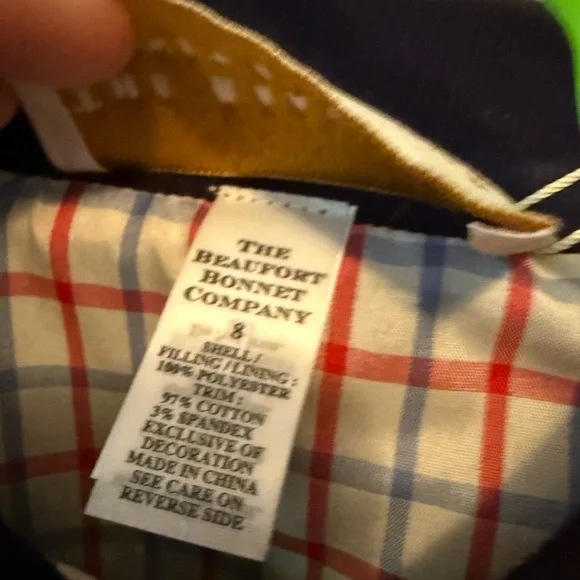 THE
BEAUFORT
BONNET
COMPANY
8
SHELL/
FILLING/LINING:
100% POLYESTER
TRIM:
97% COTTON
3% SPANDEX
EXCLUSIVE OF
DECORATION
MADE IN CHINA
SEE CARE ON
REVERSE SIDE